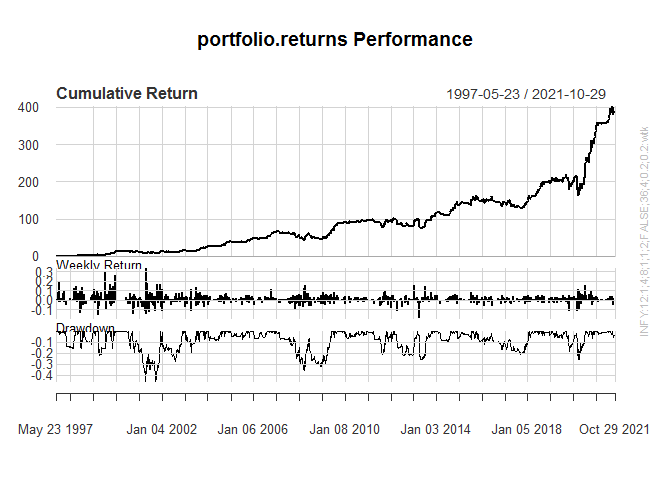 portfolio.returns Performance
Cumulative Return 1997-05-23 / 2021-10-29
400
300
200
100
0
Weekly Return
0.3
0.2
0.1
0.0
-0.1
Drawdown
-0.1
-0.2
-0.3
-0.4
May 23 1997 Jan 04 2002 Jan 06 2006 Jan 08 2010 Jan 03 2014 Jan 05 2018 Oct 29 2021
INFY:12;1;4;8;1;1;2;FALSE;36;4;0.2;0.2:wtk